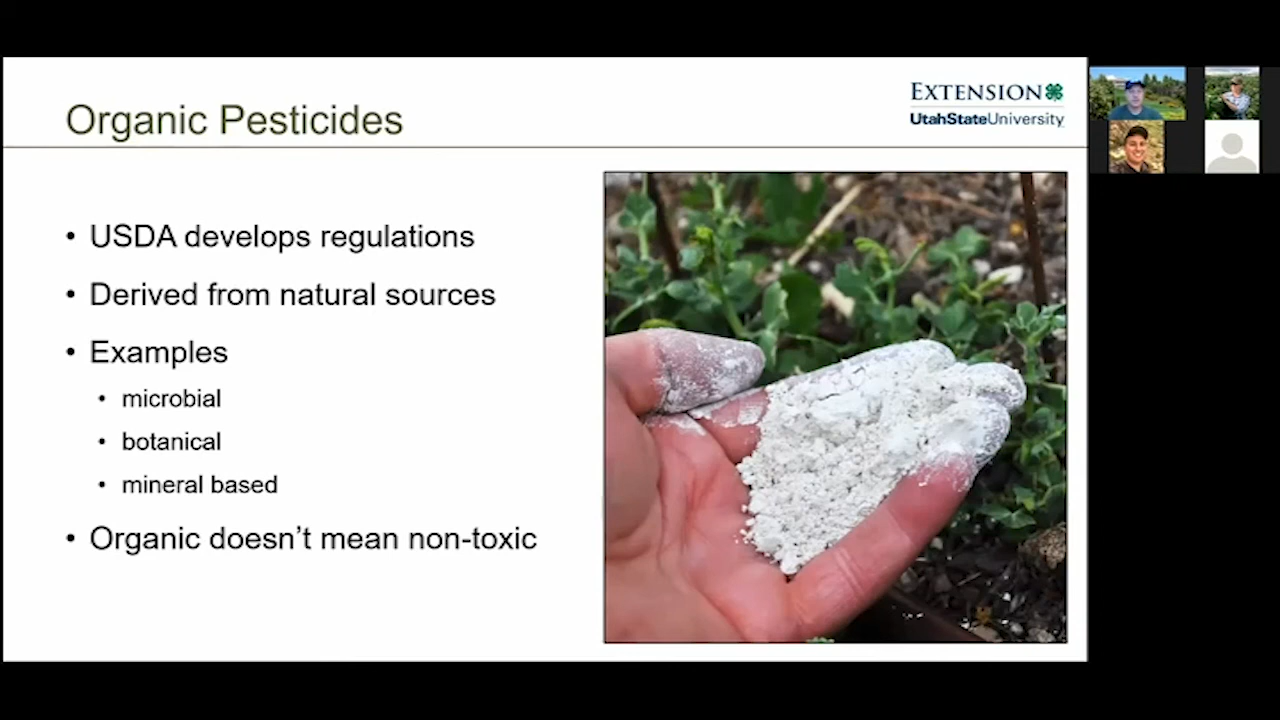 Organic Pesticides
EXTENSION
UtahStateUniversity
• USDA develops regulations
• Derived from natural sources
• Examples
• microbial
• botanical
• mineral based
• Organic doesn’t mean non-toxic